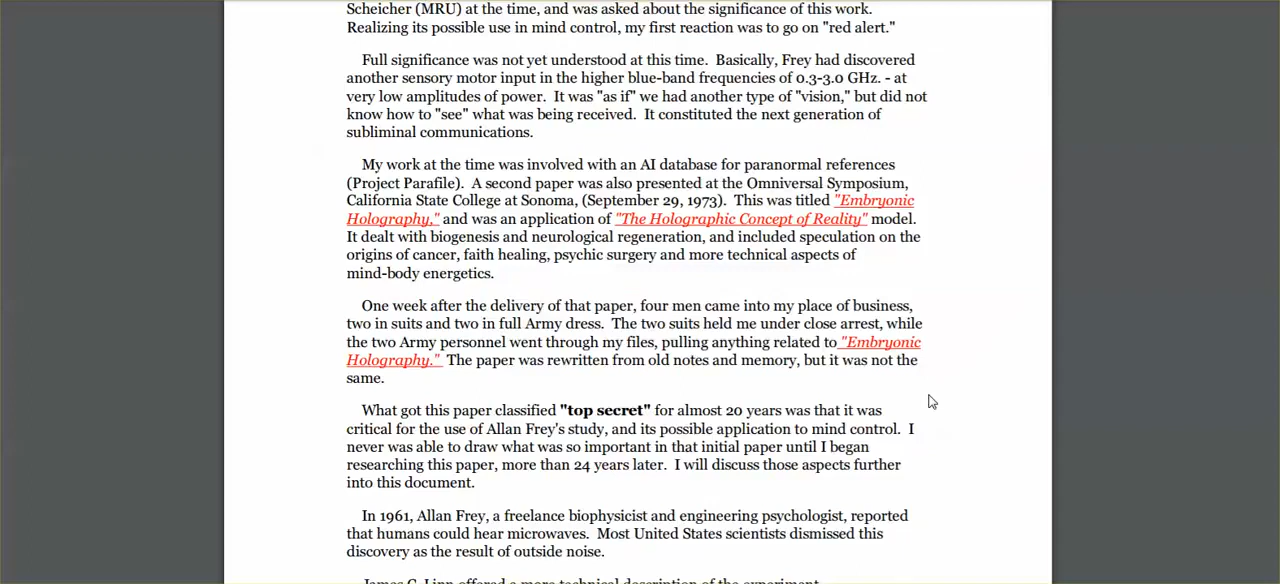 Scheicher (MRU) at the time, and was asked about the significance of this work.
Realizing its possible use in mind control, my first reaction was to go on "red alert."
Full significance was not yet understood at this time. Basically, Frey had discovered
another sensory motor input in the higher blue-band frequencies of 0.3-3.0 GHz. - at
very low amplitudes of power. It was "as if" we had another type of "vision," but did not
know how to "see" what was being received. It constituted the next generation of
subliminal communications.
My work at the time was involved with an AI database for paranormal references
(Project Parafile). A second paper was also presented at the Omniversal Symposium,
California State College at Sonoma, (September 29, 1973). This was titled "Embryonic
Holography," and was an application of "The Holographic Concept of Reality" model.
It dealt with biogenesis and neurological regeneration, and included speculation on the
origins of cancer, faith healing, psychic surgery and more technical aspects of
mind-body energetics.
One week after the delivery of that paper, four men came into my place of business,
two in suits and two in full Army dress. The two suits held me under close arrest, while
the two Army personnel went through my files, pulling anything related to "Embryonic
Holography." The paper was rewritten from old notes and memory, but it was not the
same.
What got this paper classified "top secret" for almost 20 years was that it was
critical for the use of Allan Frey's study, and its possible application to mind control. I
never was able to draw what was so important in that initial paper until I began
researching this paper, more than 24 years later. I will discuss those aspects further
into this document.
In 1961, Allan Frey, a freelance biophysicist and engineering psychologist, reported
that humans could hear microwaves. Most United States scientists dismissed this
discovery as the result of outside noise.
offered a more technical description of the experiment.